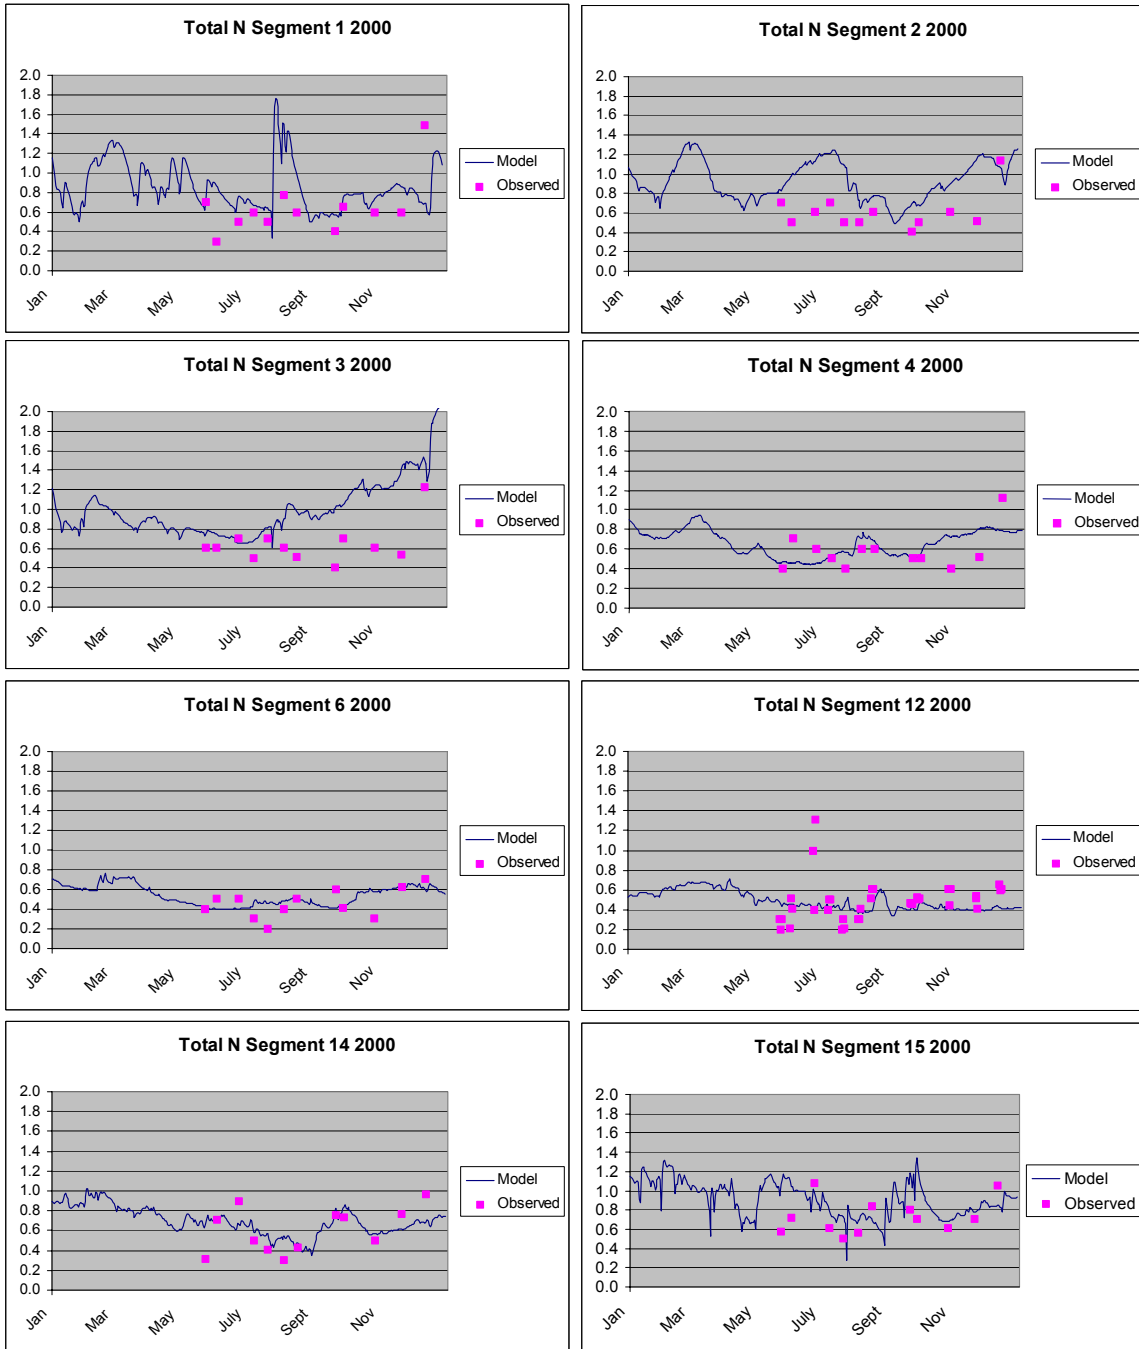 Total N Segment 1 2000
2.0
1.8
1.6
1.4
1.2
1.0
0.8
0.6
0.4
0.2
0.0
Jan
Mar
May
July
Sept
Nov
Model
Observed
Total N Segment 2 2000
2.0
1.8
1.6
1.4
1.2
1.0
0.8
0.6
0.4
0.2
0.0
Jan
Mar
May
July
Sept
Nov
Model
Observed
Total N Segment 3 2000
2.0
1.8
1.6
1.4
1.2
1.0
0.8
0.6
0.4
0.2
0.0
Jan
Mar
May
July
Sept
Nov
Model
Observed
Total N Segment 4 2000
2.0
1.8
1.6
1.4
1.2
1.0
0.8
0.6
0.4
0.2
0.0
Jan
Mar
May
July
Sept
Nov
Model
Observed
Total N Segment 6 2000
2.0
1.8
1.6
1.4
1.2
1.0
0.8
0.6
0.4
0.2
0.0
Jan
Mar
May
July
Sept
Nov
Model
Observed
Total N Segment 12 2000
2.0
1.8
1.6
1.4
1.2
1.0
0.8
0.6
0.4
0.2
0.0
Jan
Mar
May
July
Sept
Nov
Model
Observed
Total N Segment 14 2000
2.0
1.8
1.6
1.4
1.2
1.0
0.8
0.6
0.4
0.2
0.0
Jan
Mar
May
July
Sept
Nov
Model
Observed
Total N Segment 15 2000
2.0
1.8
1.6
1.4
1.2
1.0
0.8
0.6
0.4
0.2
0.0
Jan
Mar
May
July
Sept
Nov
Model
Observed